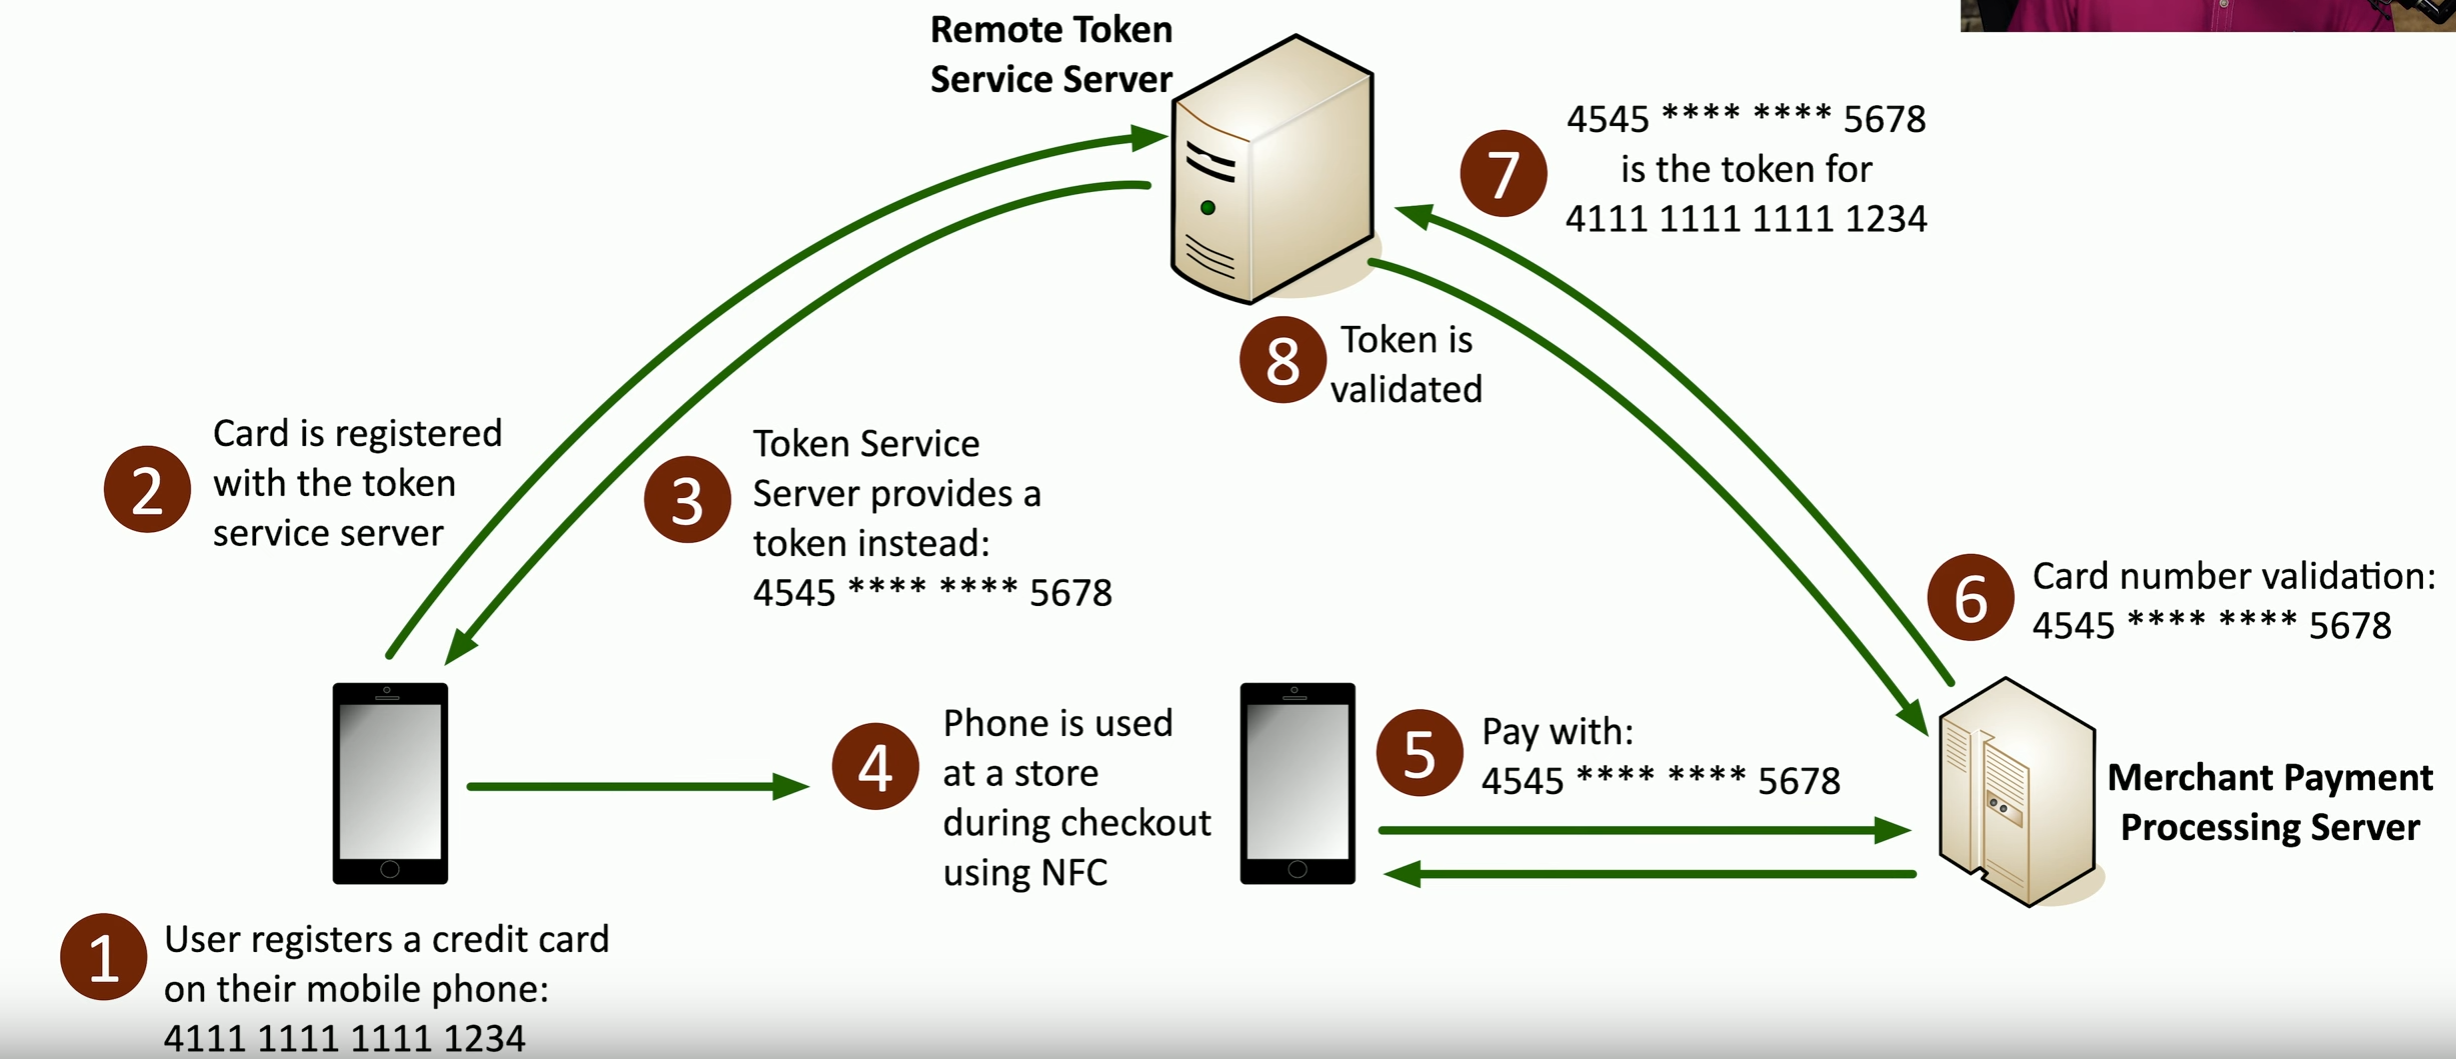 Remote Token
Service Server
1
User registers a credit card
on their mobile phone:
4111 1111 1111 1234
2
Card is registered
with the token
service server
3
Token Service
Server provides a
token instead:
4545 **** **** 5678
4
Phone is used
at a store
during checkout
using NFC
5
Pay with:
4545 **** **** 5678
Merchant Payment
Processing Server
6
Card number validation:
4545 **** **** 5678
7
4545 **** **** 5678
is the token for
4111 1111 1111 1234
8
Token is
validated